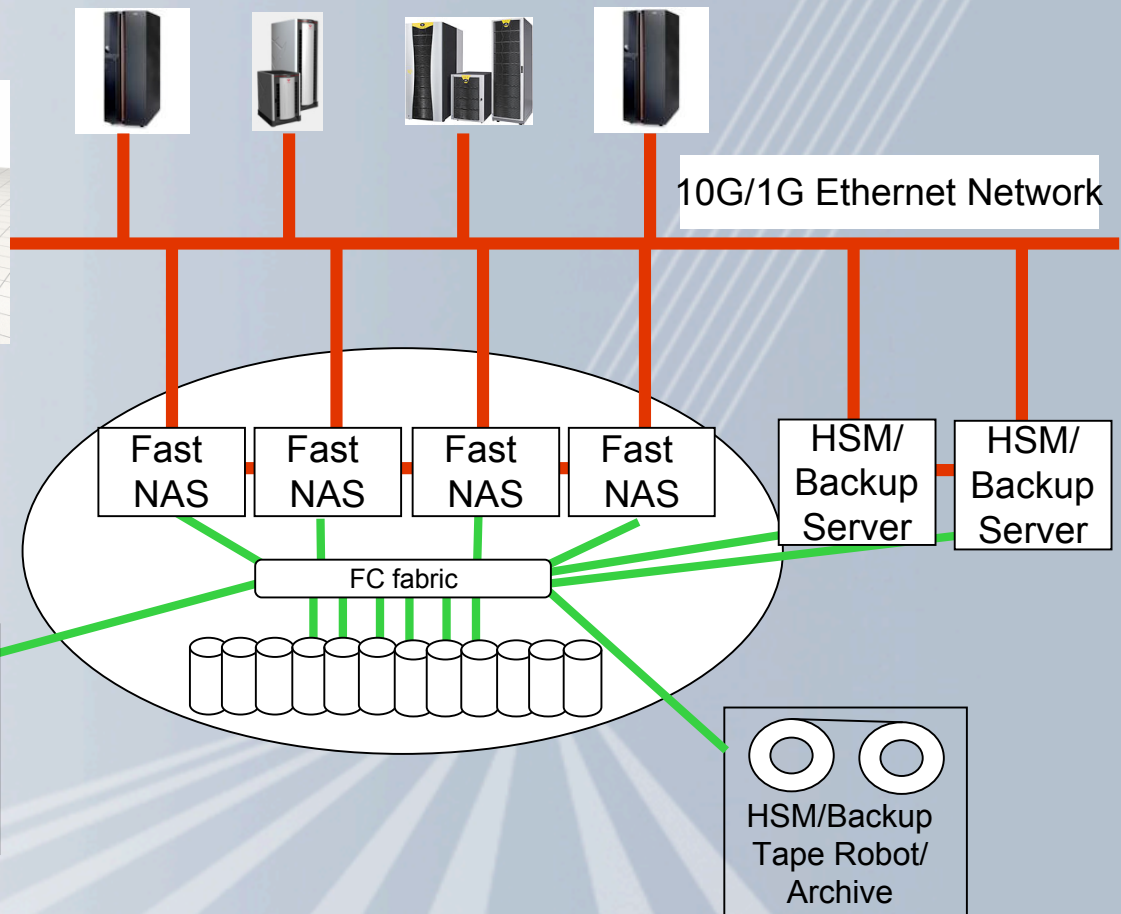 10G/1G Ethernet Network
Fast
NAS
Fast
NAS
Fast
NAS
Fast
NAS
HSM/
Backup
Server
HSM/
Backup
Server
FC fabric
HSM/Backup
Tape Robot/
Archive